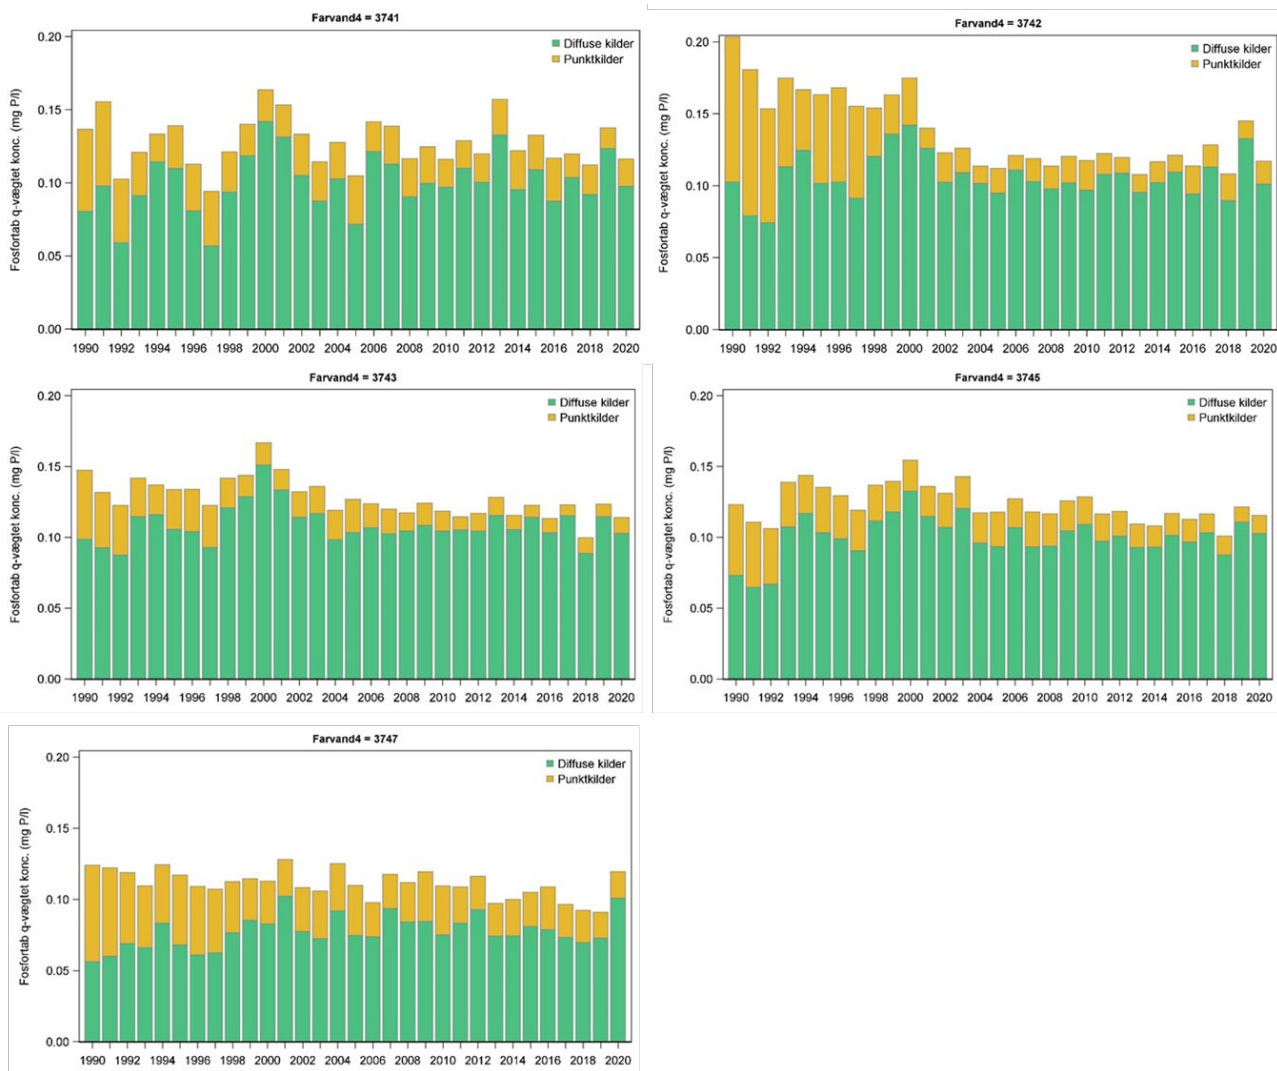 Farvand4 = 3741
Fosfortab q-vægtet konc. (mg P/l)
0.20
0.15
0.10
0.05
0.00
Diffuse kilder
Punktkilder
1990 1992 1994 1996 1998 2000 2002 2004 2006 2008 2010 2012 2014 2016 2018 2020
Farvand4 = 3742
Fosfortab q-vægtet konc. (mg P/l)
0.20
0.15
0.10
0.05
0.00
Diffuse kilder
Punktkilder
1990 1992 1994 1996 1998 2000 2002 2004 2006 2008 2010 2012 2014 2016 2018 2020
Farvand4 = 3743
Fosfortab q-vægtet konc. (mg P/l)
0.20
0.15
0.10
0.05
0.00
Diffuse kilder
Punktkilder
1990 1992 1994 1996 1998 2000 2002 2004 2006 2008 2010 2012 2014 2016 2018 2020
Farvand4 = 3745
Fosfortab q-vægtet konc. (mg P/l)
0.20
0.15
0.10
0.05
0.00
Diffuse kilder
Punktkilder
1990 1992 1994 1996 1998 2000 2002 2004 2006 2008 2010 2012 2014 2016 2018 2020
Farvand4 = 3747
Fosfortab q-vægtet konc. (mg P/l)
0.20
0.15
0.10
0.05
0.00
Diffuse kilder
Punktkilder
1990 1992 1994 1996 1998 2000 2002 2004 2006 2008 2010 2012 2014 2016 2018 2020